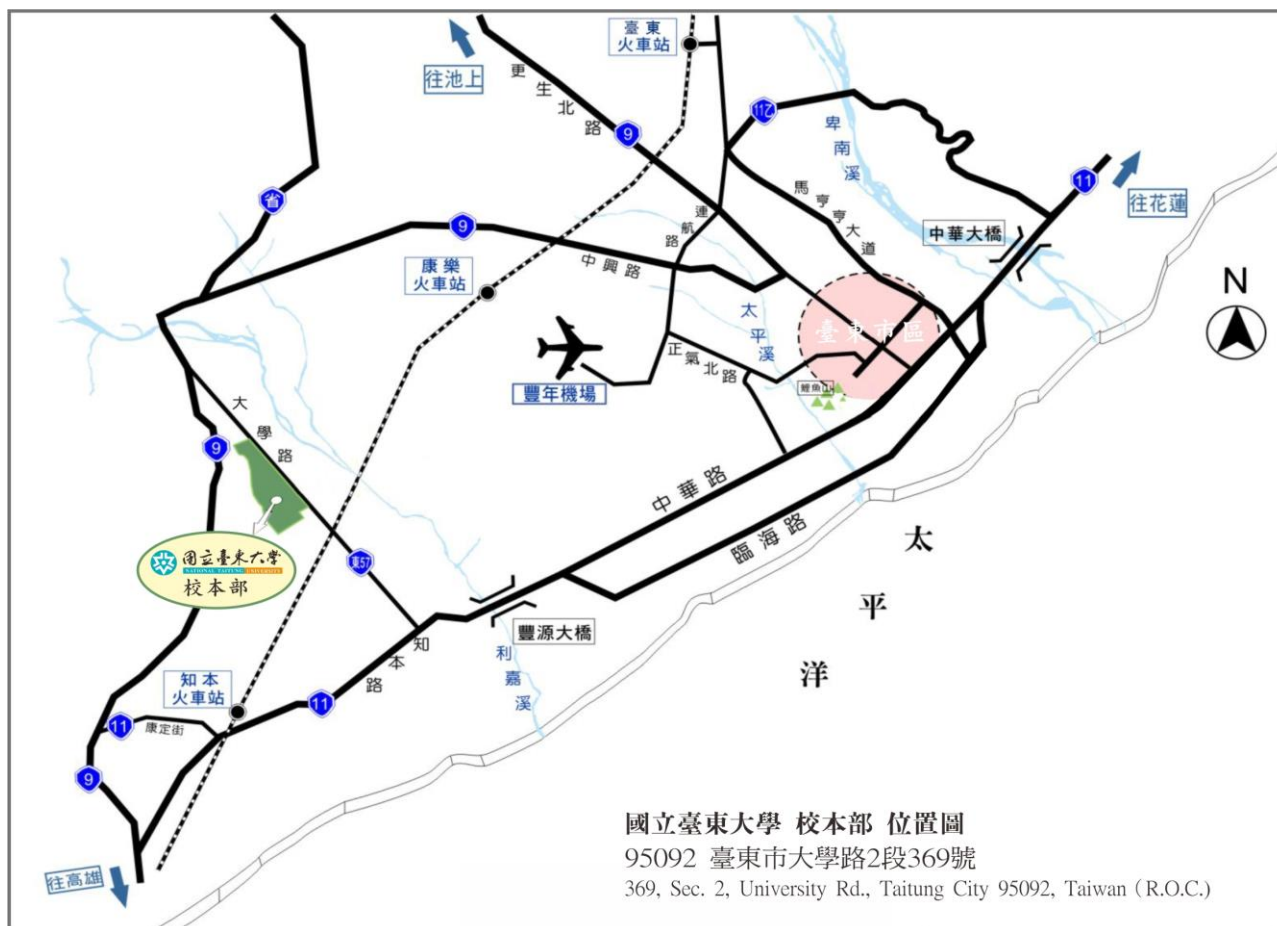 臺東
火車站
往池上
更生北路
9
11乙
卑南溪
11
往花蓮
省
馬亨亨大道
中華大橋
連航路
9
中興路
康樂
火車站
N
太平溪
臺東市區
正氣北路
豐年機場
鯉魚山
大學路
9
中華路
臨海路
太平洋
國立臺東大學
NATIONAL TAITUNG UNIVERSITY
校本部
東57
豐源大橋
知本路
利嘉溪
知本
火車站
11
11
康定街
9
往高雄
國立臺東大學 校本部 位置圖
95092 臺東市大學路2段369號
369, Sec. 2, University Rd., Taitung City 95092, Taiwan (R.O.C.)